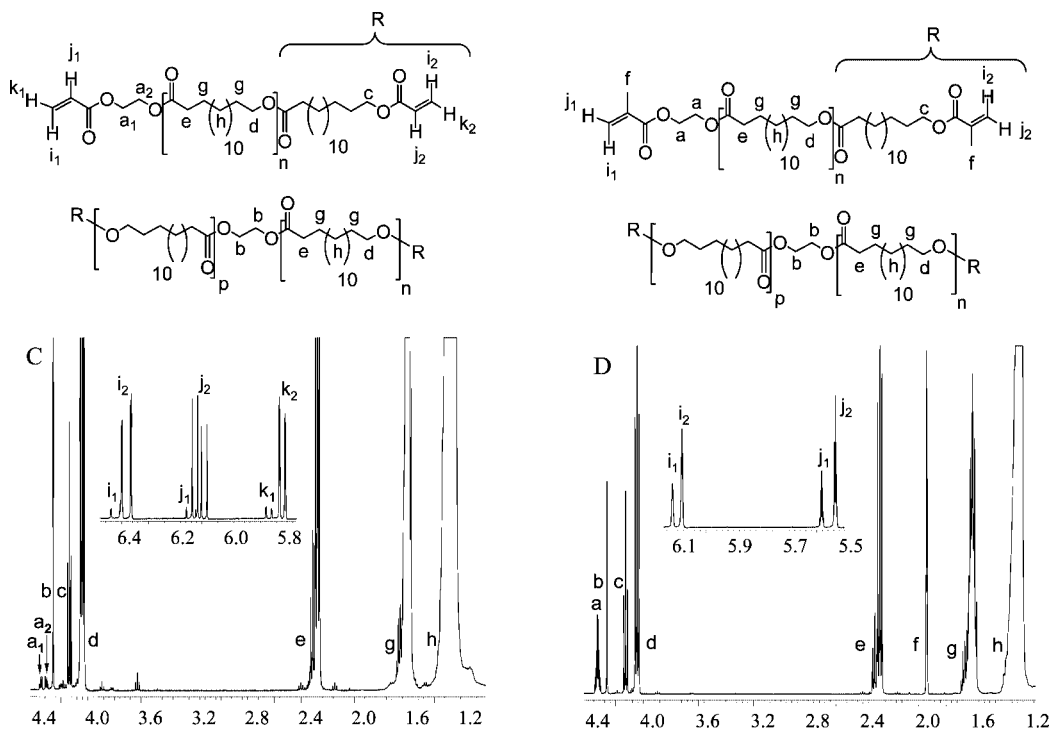 R
j1 i2
k1 H a2 O g g O c O H
H O a1 O e (h) d O O k2
H 10 n 10 H
i1 j2
R
f i2
j1 H a O g g O c O H
H O a O e (h) d O O j2
i1 10 n 10 f
R O O b O g g O
O 10 O b e (h) 10 d R
p n
R O O b O g g O
O 10 O b e (h) 10 d R
p n
C
i2 j2 k2
i1 j1 k1
6.4 6.2 6.0 5.8
b c
a2
a1 d e g h
4.4 4.0 3.6 3.2 2.8 2.4 2.0 1.6 1.2
D
i2 j2
i1 j1
6.1 5.9 5.7 5.5
b c
a
d e f g h
4.4 4.0 3.6 3.2 2.8 2.4 2.0 1.6 1.2